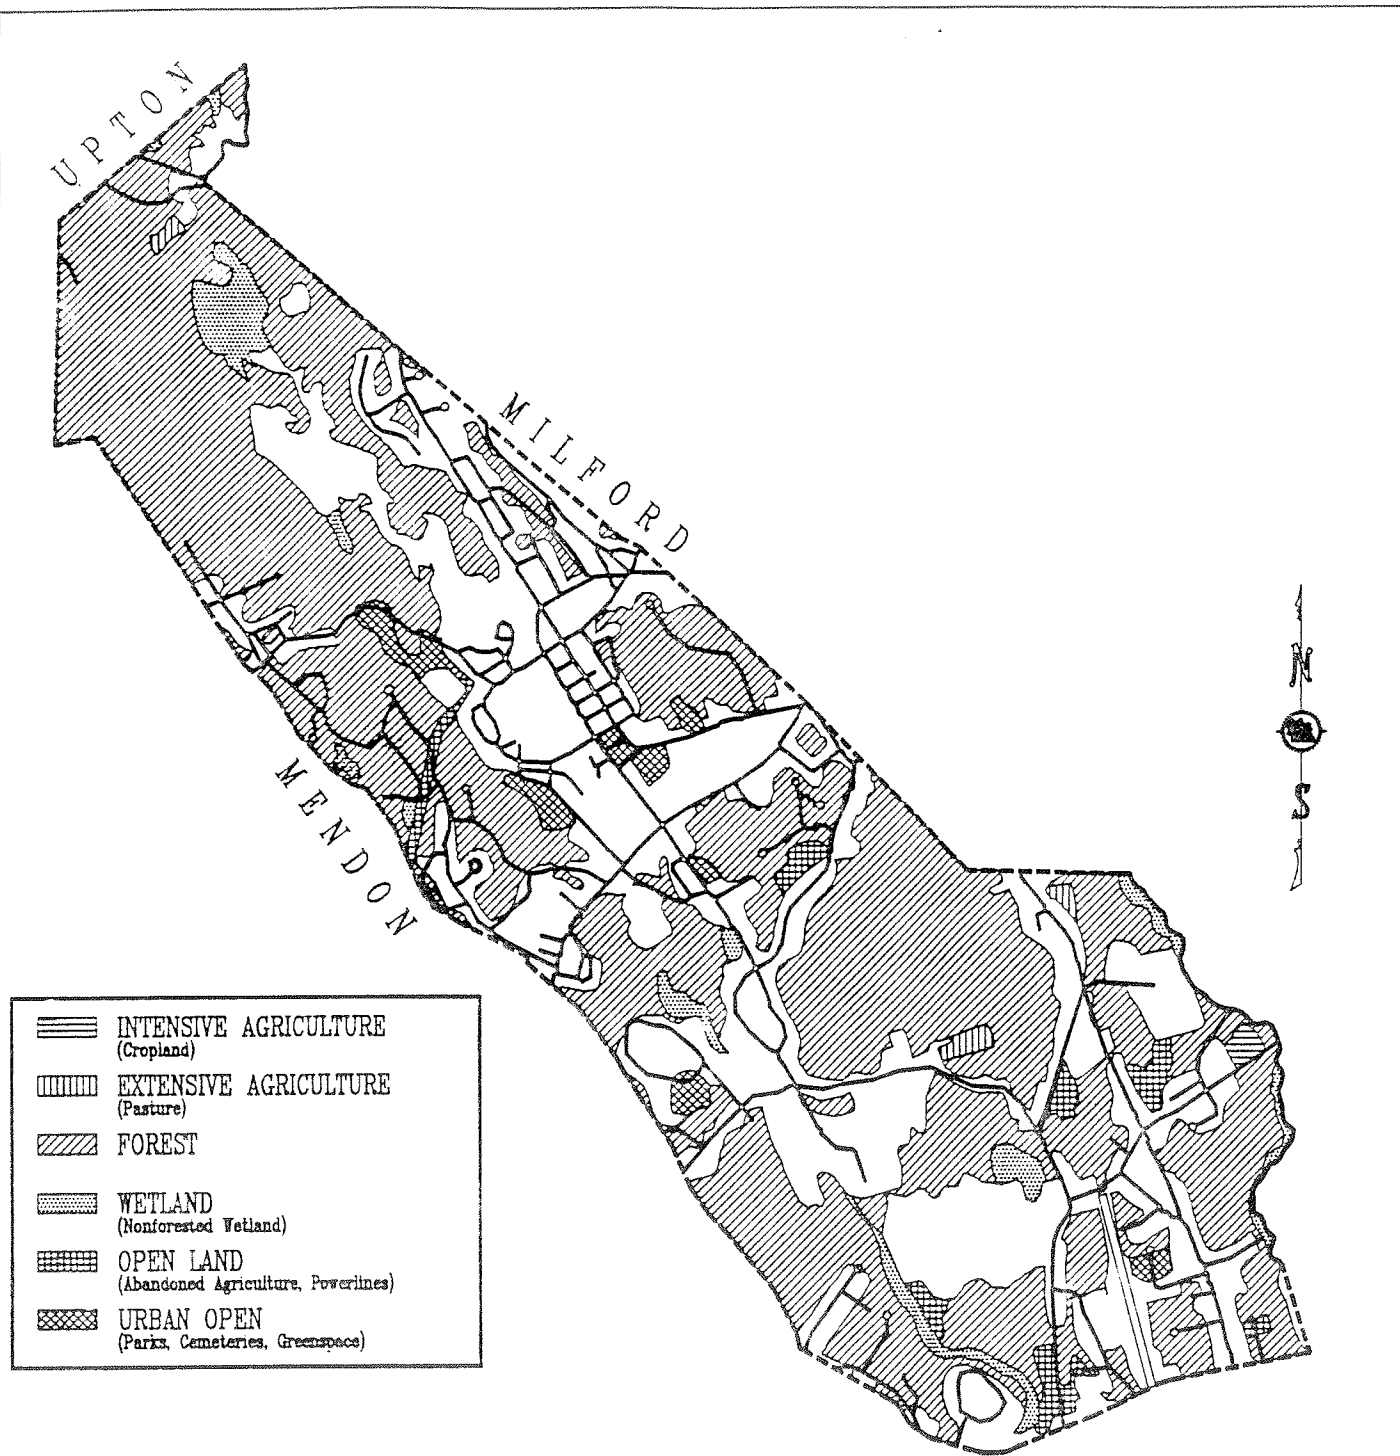 UPTON
MILFORD
MENDON
N
S
INTENSIVE AGRICULTURE
(Cropland)
EXTENSIVE AGRICULTURE
(Pasture)
FOREST
WETLAND
(Nonforested Wetland)
OPEN LAND
(Abandoned Agriculture, Powerlines)
URBAN OPEN
(Parks, Cemeteries, Greenspace)